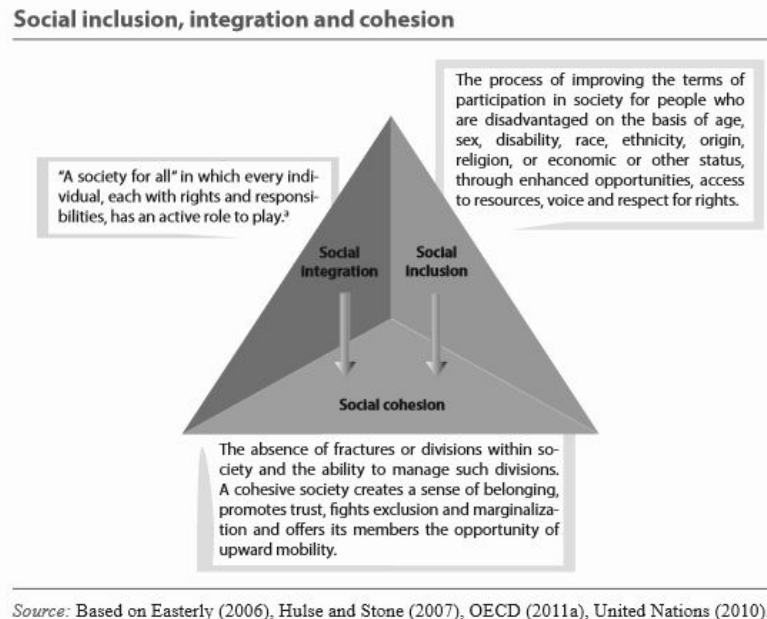 Social inclusion, integration and cohesion
The process of improving the terms of
participation in society for people who
are disadvantaged on the basis of age,
sex, disability, race, ethnicity, origin,
religion, or economic or other status,
through enhanced opportunities, access
to resources, voice and respect for rights.
“A society for all” in which every indi-
vidual, each with rights and responsi-
bilities, has an active role to play.ª
Social
integration
Social
inclusion
Social cohesion
The absence of fractures or divisions within so-
ciety and the ability to manage such divisions.
A cohesive society creates a sense of belonging,
promotes trust, fights exclusion and marginaliza-
tion and offers its members the opportunity of
upward mobility.
Source: Based on Easterly (2006), Hulse and Stone (2007), OECD (2011a), United Nations (2010)